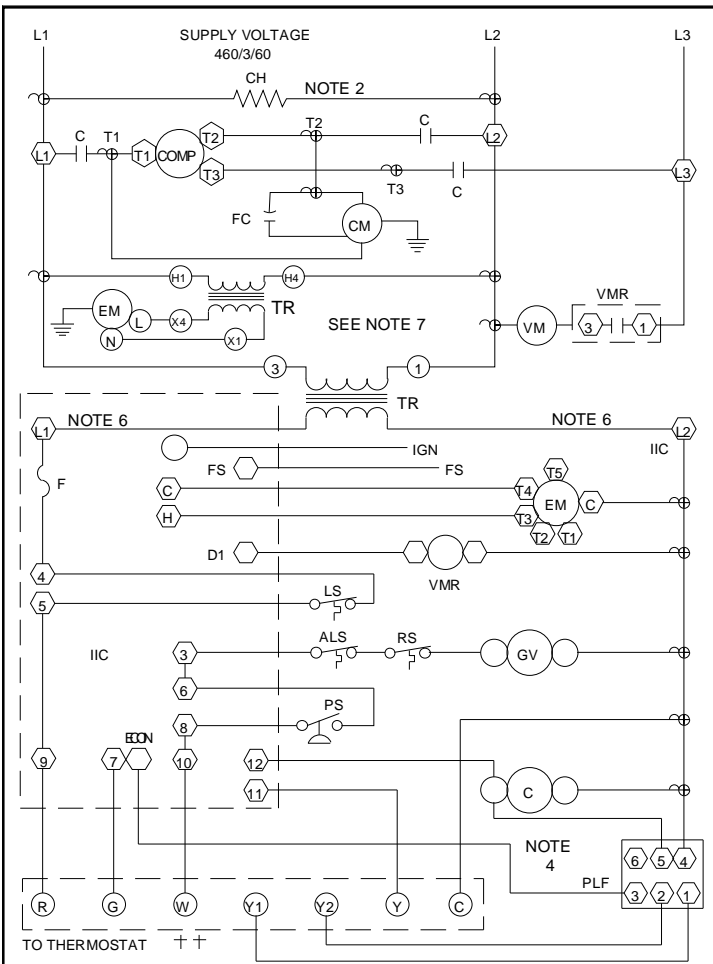 L1 SUPPLY VOLTAGE L2 L3
460/3/60
CH NOTE 2
C T1 T2 C
L1 T1 COMP T2 L2
T3 T3 C L3
FC CM
H1 H4
TR VMR
EM L X4 SEE NOTE 7 VM 3 1
N X1
3 1
TR
L1 NOTE 6 NOTE 6 L2
IIC
IGN
FS FS
F T5
C T4 EM C
H T3
T2 T1
D1
VMR
4
5 LS
ALS RS
IIC 3 GV
6
PS
8
ECON
9 7 10 12
C
11
NOTE
4
6 5 4
PLF 3 2 1
R G W Y1 Y2 Y C
TO THERMOSTAT ††